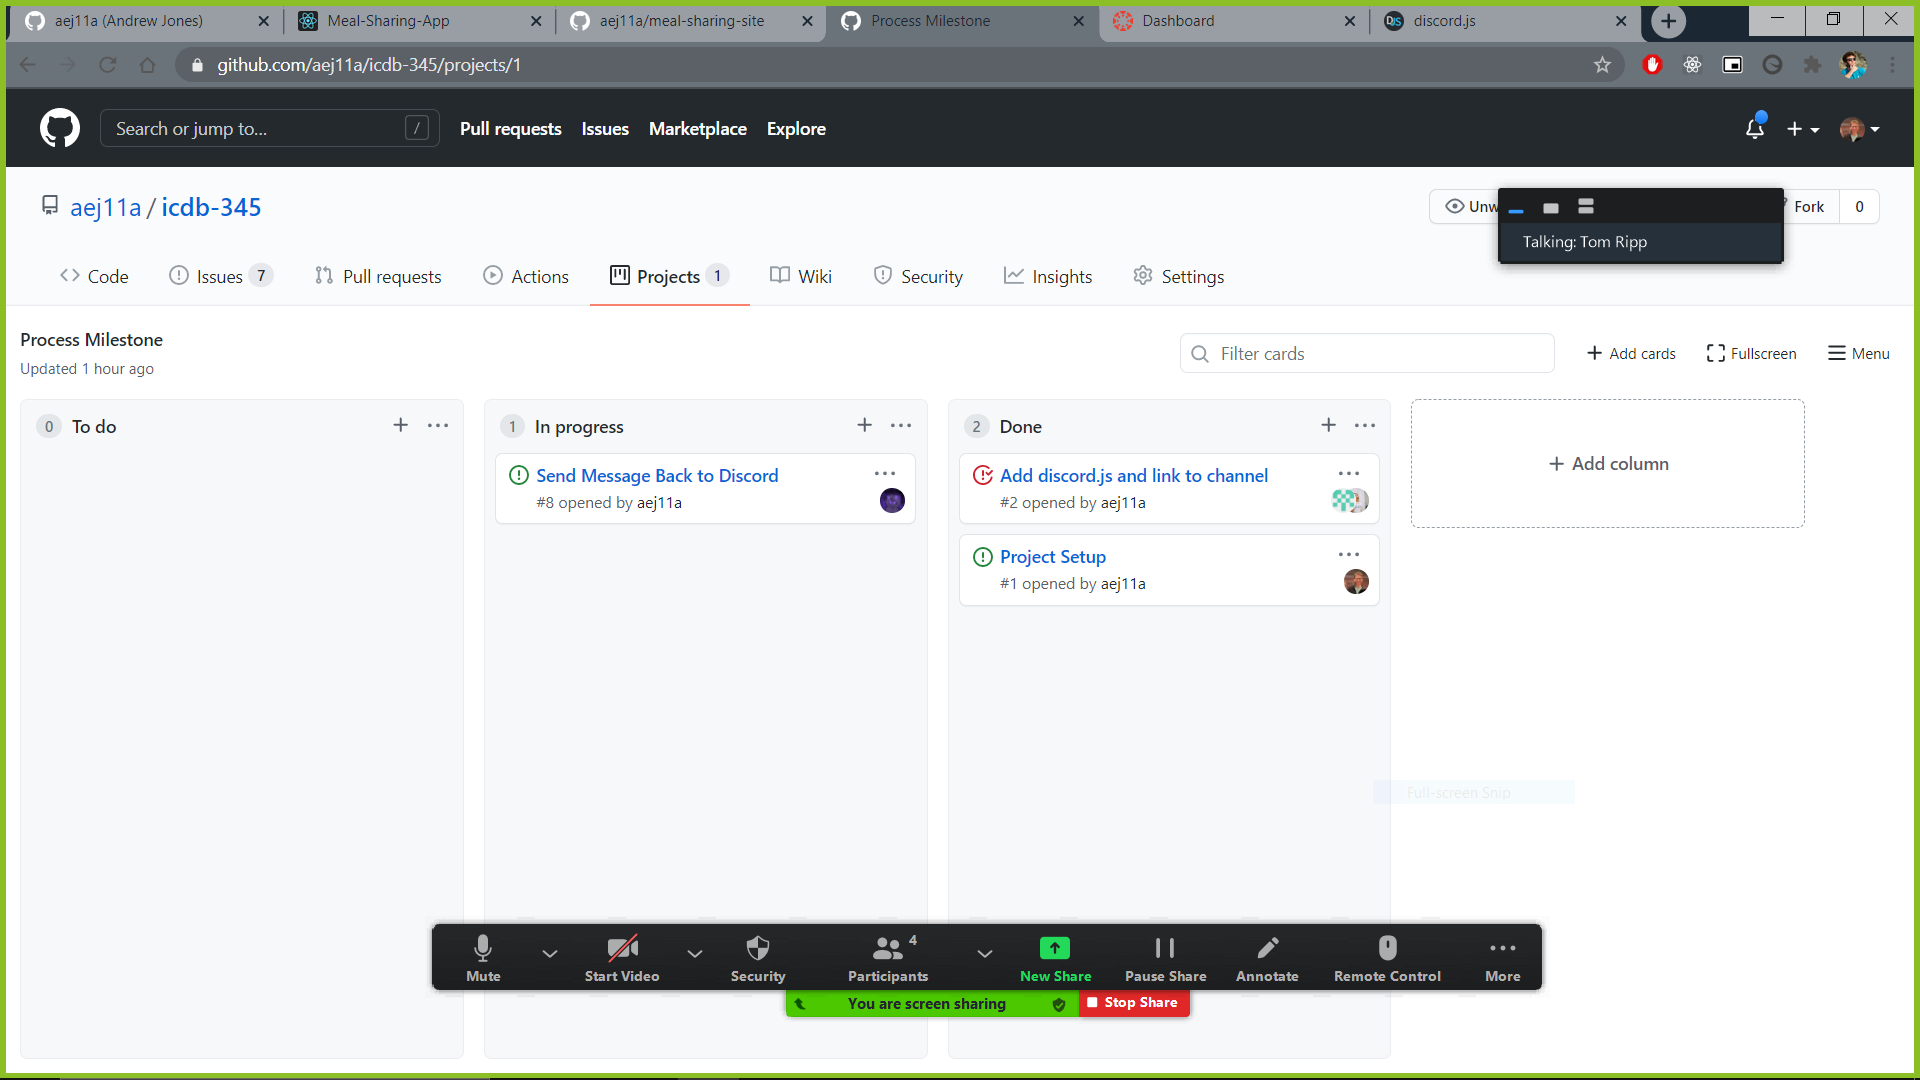 aej11a (Andrew Jones)
Meal-Sharing-App
aej11a/meal-sharing-site
Process Milestone
Dashboard
DJS
discord.js
github.com/aej11a/icdb-345/projects/1
Search or jump to...
/
Pull requests
Issues
Marketplace
Explore
aej11a / icdb-345
Unw
Fork
0
Talking: Tom Ripp
Code
Issues 7
Pull requests
Actions
Projects 1
Wiki
Security
Insights
Settings
Process Milestone
Updated 1 hour ago
Filter cards
Add cards
Fullscreen
Menu
0 To do
1 In progress
Send Message Back to Discord
#8 opened by aej11a
2 Done
Add discord.js and link to channel
#2 opened by aej11a
Project Setup
#1 opened by aej11a
Add column
Full-screen Snip
Mute
Start Video
Security
4
Participants
New Share
Pause Share
Annotate
Remote Control
More
You are screen sharing
Stop Share